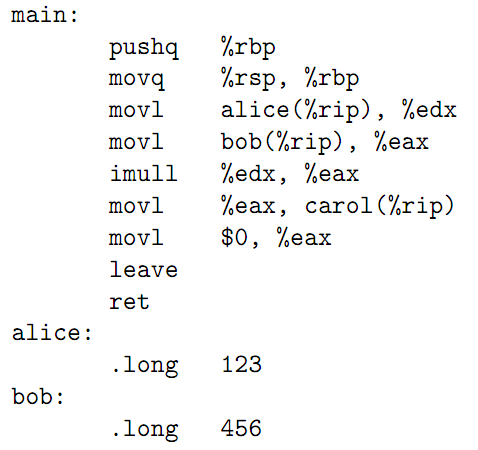 main:
        pushq   %rbp
        movq    %rsp, %rbp
        movl    alice(%rip), %edx
        movl    bob(%rip), %eax
        imull   %edx, %eax
        movl    %eax, carol(%rip)
        movl    $0, %eax
        leave
        ret
alice:
        .long   123
bob:
        .long   456